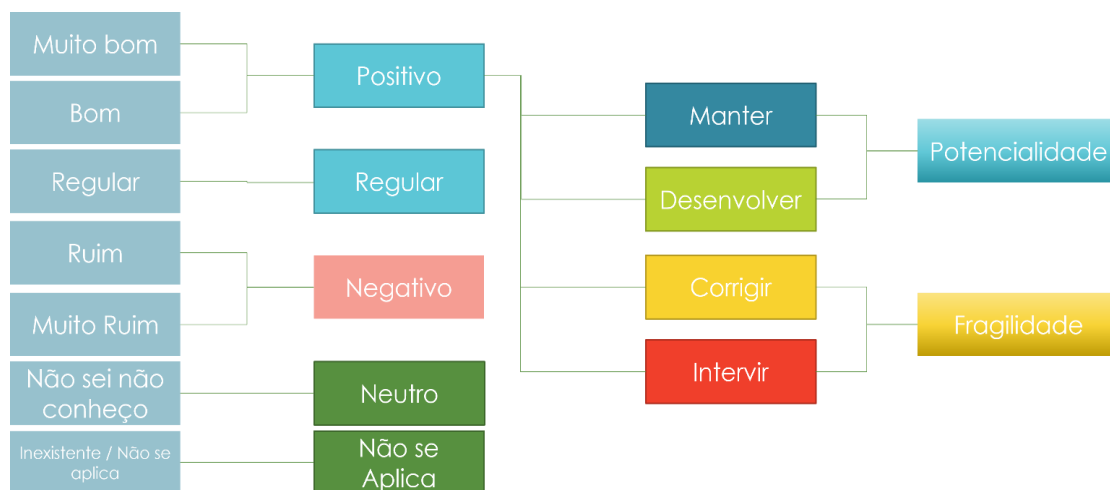 Muito bom
Bom
Regular
Ruim
Muito Ruim
Não sei não
conheço
Inexistente / Não se
aplica
Positivo
Regular
Negativo
Neutro
Não se
Aplica
Manter
Desenvolver
Corrigir
Intervir
Potencialidade
Fragilidade